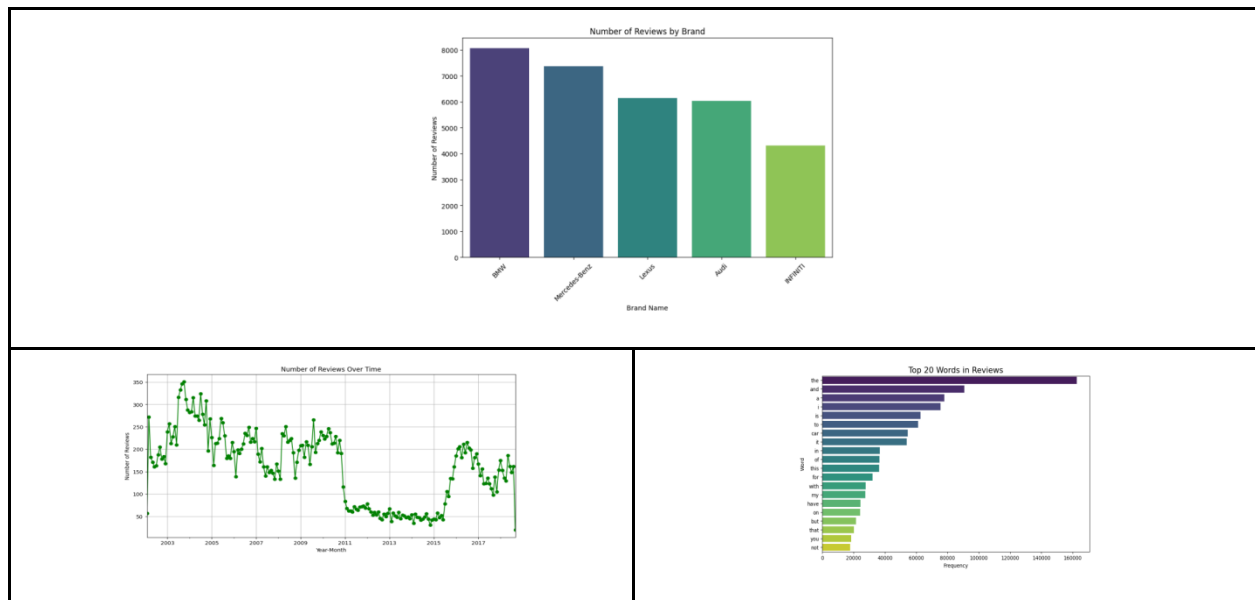 Number of Reviews by Brand
8000
7000
6000
5000
4000
3000
2000
1000
0
Number of Reviews
BMW
Mercedes-Benz
Lexus
Audi
INFINITI
Brand Name
Number of Reviews Over Time
350
300
250
200
150
100
50
Number of Reviews
2003
2005
2007
2009
2011
2013
2015
2017
Year-Month
Top 20 Words in Reviews
the
and
a
i
is
to
car
it
in
of
this
for
with
my
have
on
but
that
you
not
Word
0
20000
40000
60000
80000
100000
120000
140000
160000
Frequency